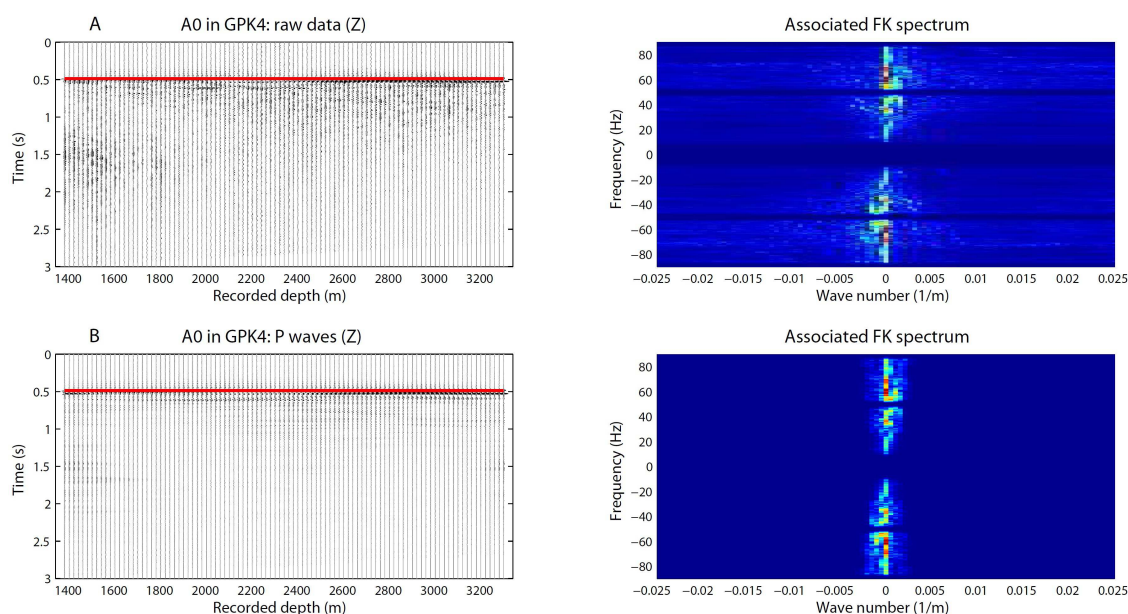 A A0 in GPK4: raw data (Z)
Time (s)
0
0.5
1
1.5
2
2.5
3
1400 1600 1800 2000 2200 2400 2600 2800 3000 3200
Recorded depth (m)
Associated FK spectrum
Frequency (Hz)
80
60
40
20
0
−20
−40
−60
−80
−0.025 −0.02 −0.015 −0.01 −0.005 0 0.005 0.01 0.015 0.02 0.025
Wave number (1/m)
B A0 in GPK4: P waves (Z)
Time (s)
0
0.5
1
1.5
2
2.5
3
1400 1600 1800 2000 2200 2400 2600 2800 3000 3200
Recorded depth (m)
Associated FK spectrum
Frequency (Hz)
80
60
40
20
0
−20
−40
−60
−80
−0.025 −0.02 −0.015 −0.01 −0.005 0 0.005 0.01 0.015 0.02 0.025
Wave number (1/m)